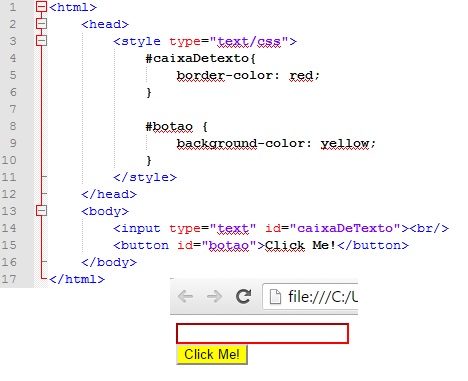 1 <html>
2 <head>
3 <style type="text/css">
4 #caixaDetexto{
5 border-color: red;
6 }
7
8 #botao {
9 background-color: yellow;
10 }
11 </style>
12 </head>
13 <body>
14 <input type="text" id="caixaDeTexto"><br/>
15 <button id="botao">Click Me!</button>
16 </body>
17 </html>
file:///C:/U
Click Me!